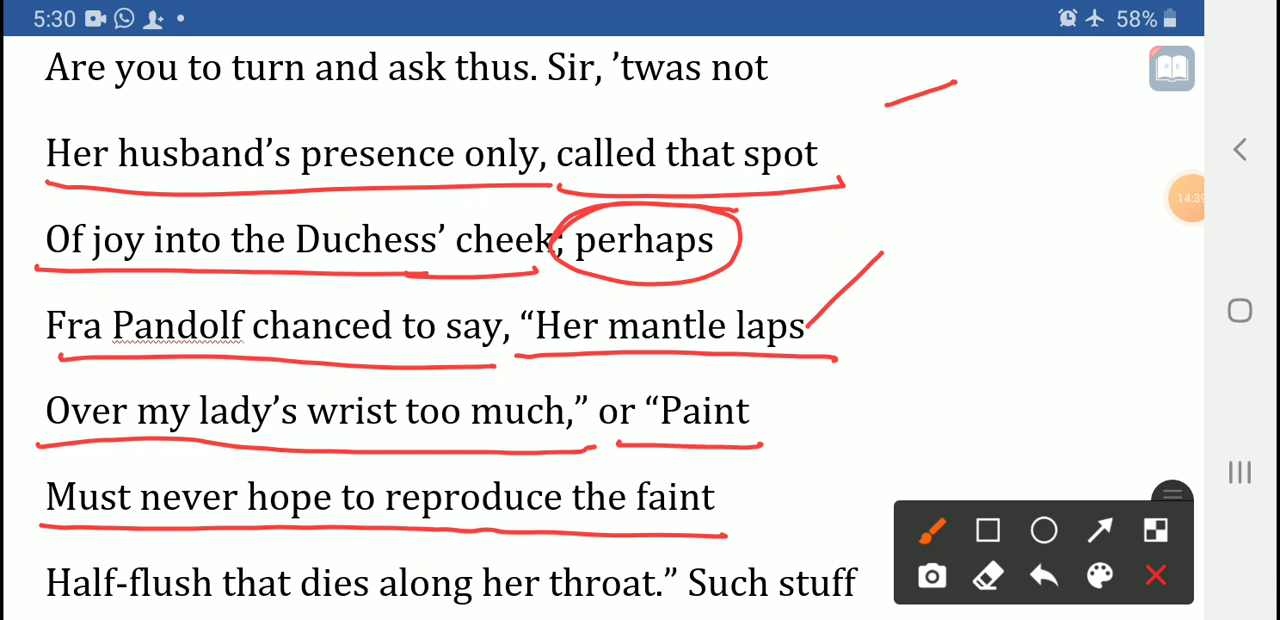 5:30
58%
Are you to turn and ask thus. Sir, ’twas not
Her husband’s presence only, called that spot
14:39
Of joy into the Duchess’ cheek; perhaps
Fra Pandolf chanced to say, “Her mantle laps
Over my lady’s wrist too much,” or “Paint
Must never hope to reproduce the faint
Half-flush that dies along her throat.” Such stuff